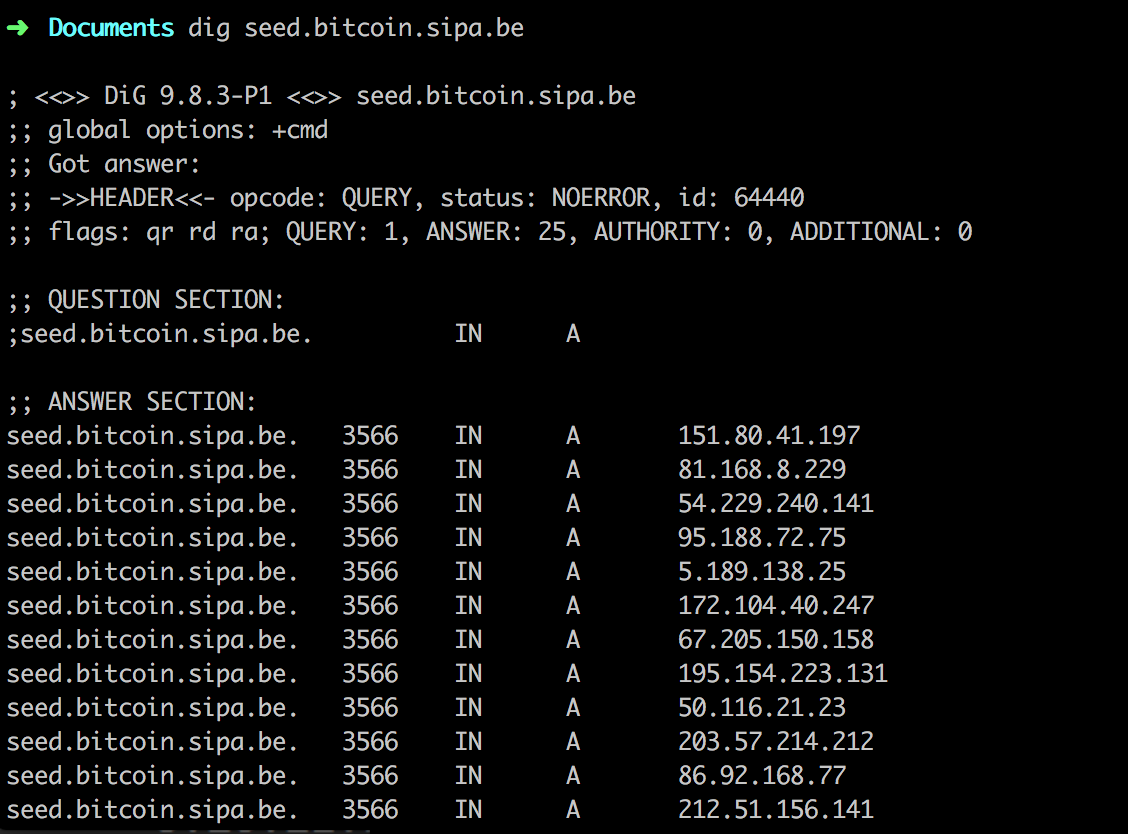 ➜ Documents dig seed.bitcoin.sipa.be
; <<>> DiG 9.8.3-P1 <<>> seed.bitcoin.sipa.be
;; global options: +cmd
;; Got answer:
;; ->>HEADER<<- opcode: QUERY, status: NOERROR, id: 64440
;; flags: qr rd ra; QUERY: 1, ANSWER: 25, AUTHORITY: 0, ADDITIONAL: 0
;; QUESTION SECTION:
;seed.bitcoin.sipa.be. IN A
;; ANSWER SECTION:
seed.bitcoin.sipa.be. 3566 IN A 151.80.41.197
seed.bitcoin.sipa.be. 3566 IN A 81.168.8.229
seed.bitcoin.sipa.be. 3566 IN A 54.229.240.141
seed.bitcoin.sipa.be. 3566 IN A 95.188.72.75
seed.bitcoin.sipa.be. 3566 IN A 5.189.138.25
seed.bitcoin.sipa.be. 3566 IN A 172.104.40.247
seed.bitcoin.sipa.be. 3566 IN A 67.205.150.158
seed.bitcoin.sipa.be. 3566 IN A 195.154.223.131
seed.bitcoin.sipa.be. 3566 IN A 50.116.21.23
seed.bitcoin.sipa.be. 3566 IN A 203.57.214.212
seed.bitcoin.sipa.be. 3566 IN A 86.92.168.77
seed.bitcoin.sipa.be. 3566 IN A 212.51.156.141